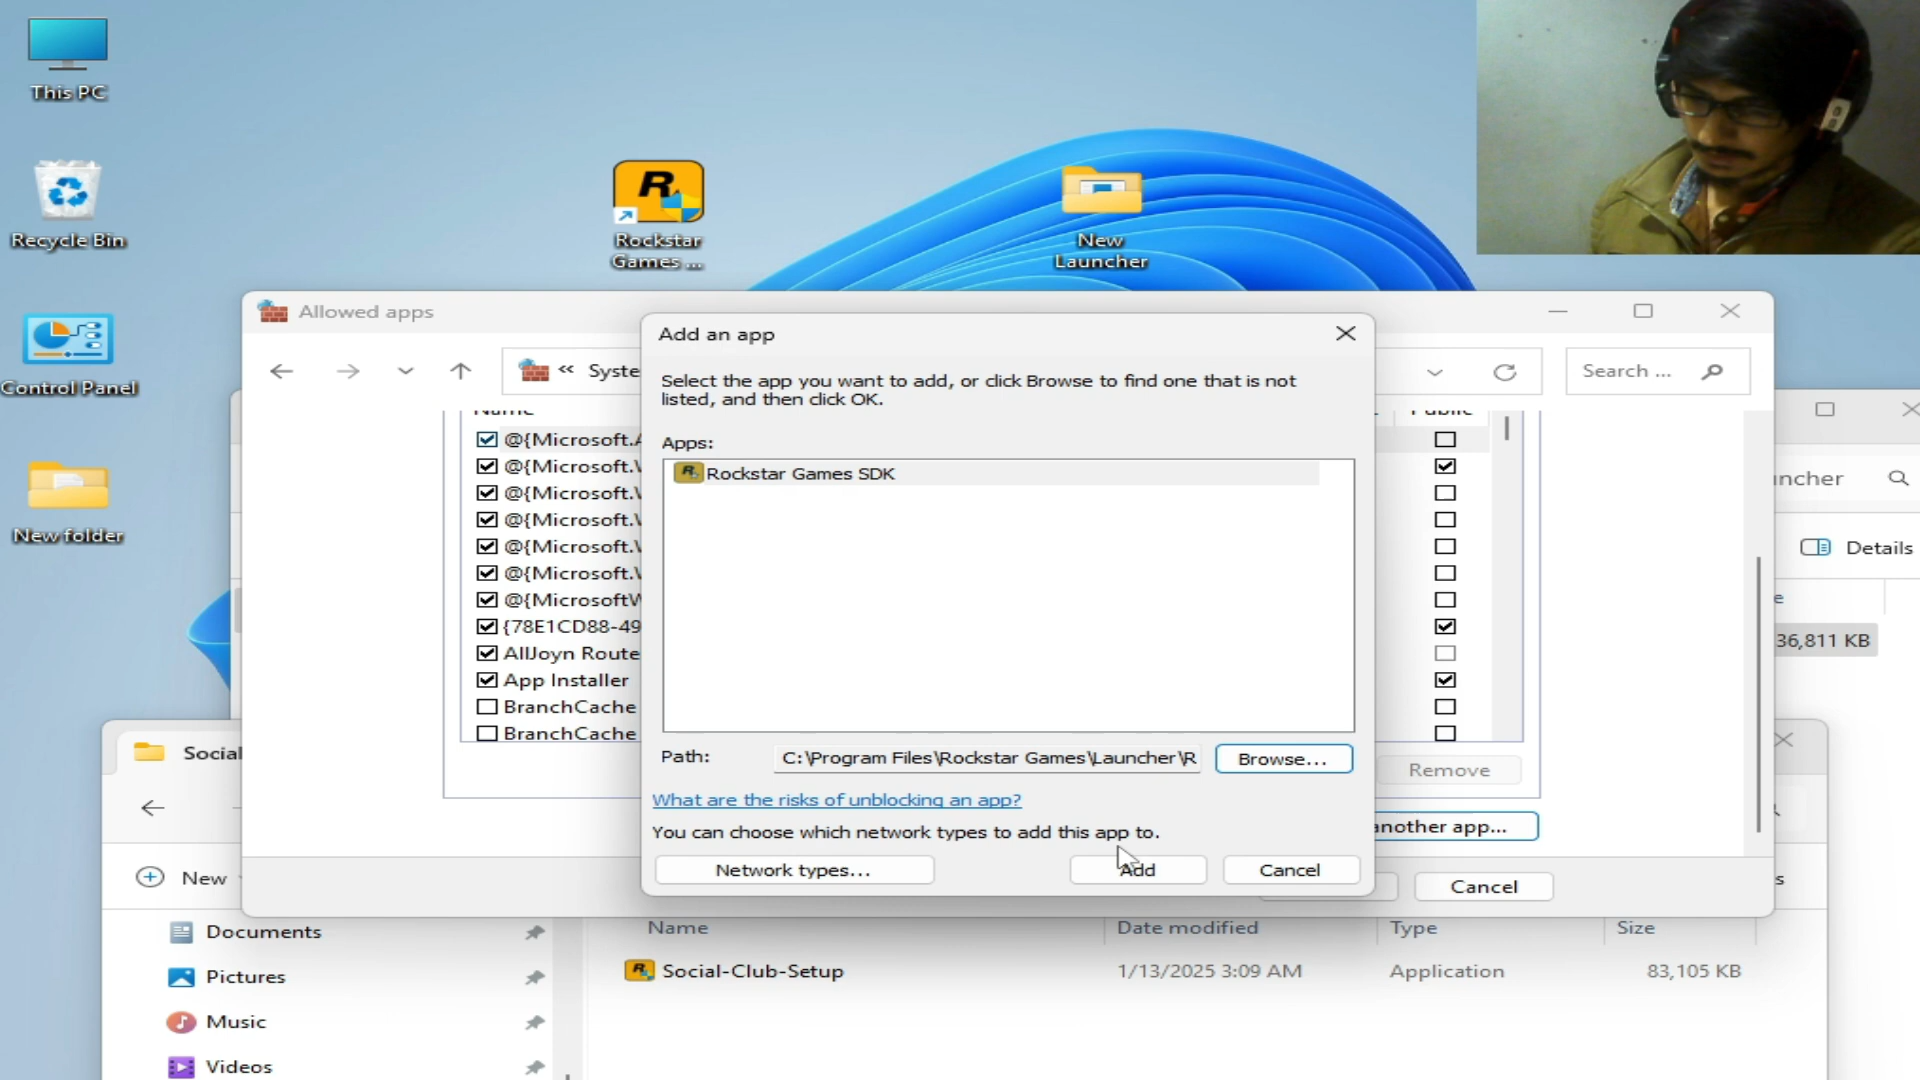 This PC
Recycle Bin
Control Panel
New folder
Rockstar
Games ...
New
Launcher
Allowed apps
« Syste
Search ...
Name
Public
@{Microsoft.A
@{Microsoft.V
@{Microsoft.
@{Microsoft.V
@{Microsoft.V
@{Microsoft.V
@{MicrosoftW
{78E1CD88-49
AllJoyn Route
App Installer
BranchCache
BranchCache
Remove
another app...
Cancel
Add an app
Select the app you want to add, or click Browse to find one that is not
listed, and then click OK.
Apps:
Rockstar Games SDK
Path:
C:\Program Files\Rockstar Games\Launcher\R
Browse...
What are the risks of unblocking an app?
You can choose which network types to add this app to.
Network types...
Add
Cancel
uncher
Details
e
36,811 KB
Social
New
s
Documents
Pictures
Music
Videos
Name
Date modified
Type
Size
Social-Club-Setup
1/13/2025 3:09 AM
Application
83,105 KB